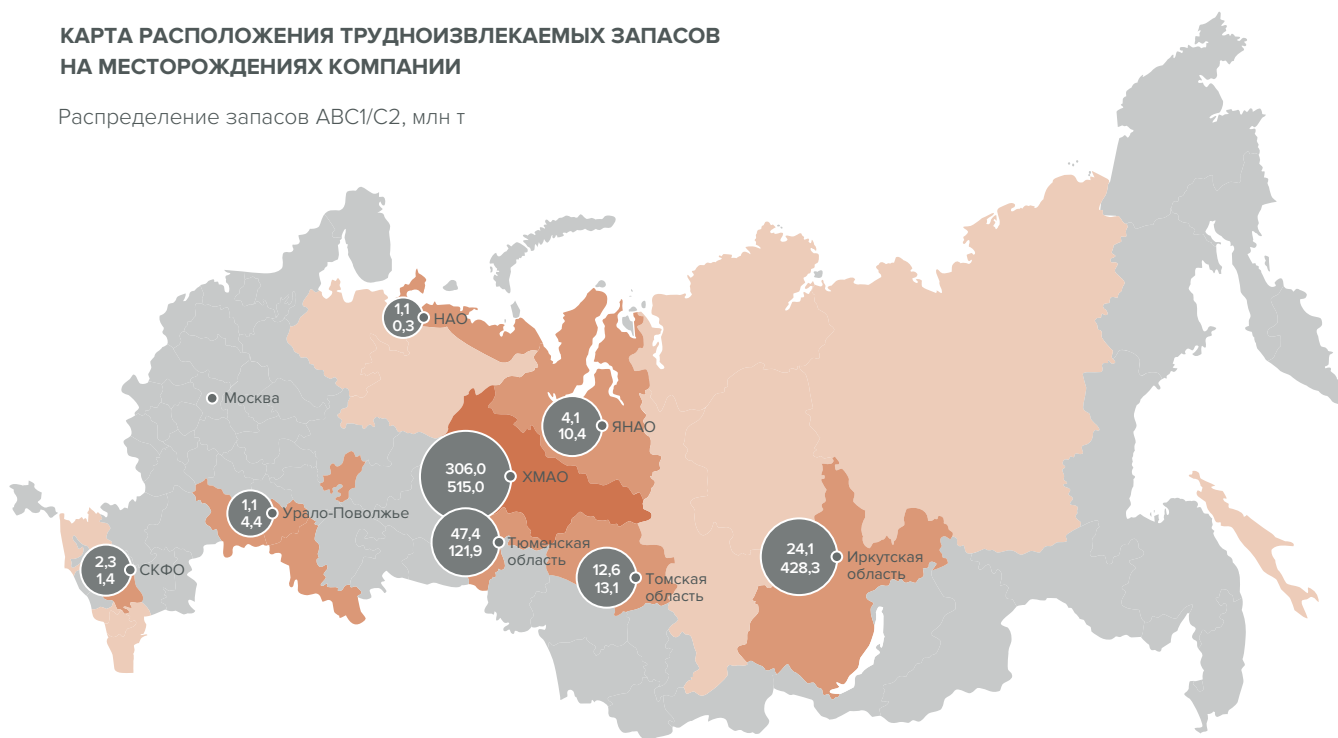 КАРТА РАСПОЛОЖЕНИЯ ТРУДНОИЗВЛЕКАЕМЫХ ЗАПАСОВ
НА МЕСТОРОЖДЕНИЯХ КОМПАНИИ
Распределение запасов АВС1/С2, млн т
1,1
0,3
НАО
Москва
4,1
10,4
ЯНАО
306,0
515,0
ХМАО
1,1
4,4
Урало-Поволжье
47,4
121,9
Тюменская
область
2,3
1,4
СКФО
12,6
13,1
Томская
область
24,1
428,3
Иркутская
область